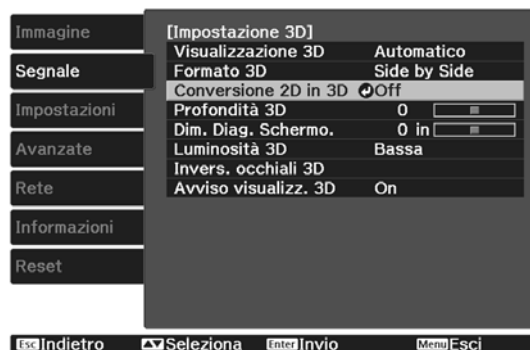 Immagine
Segnale
Impostazioni
Avanzate
Rete
Informazioni
Reset
[Impostazione 3D]
Visualizzazione 3D Automatico
Formato 3D Side by Side
Conversione 2D in 3D Off
Profondità 3D 0
Dim. Diag. Schermo. 0 in
Luminosità 3D Bassa
Invers. occhiali 3D
Avviso visualizz. 3D On
Esc Indietro Seleziona Enter Invio Menu Esci